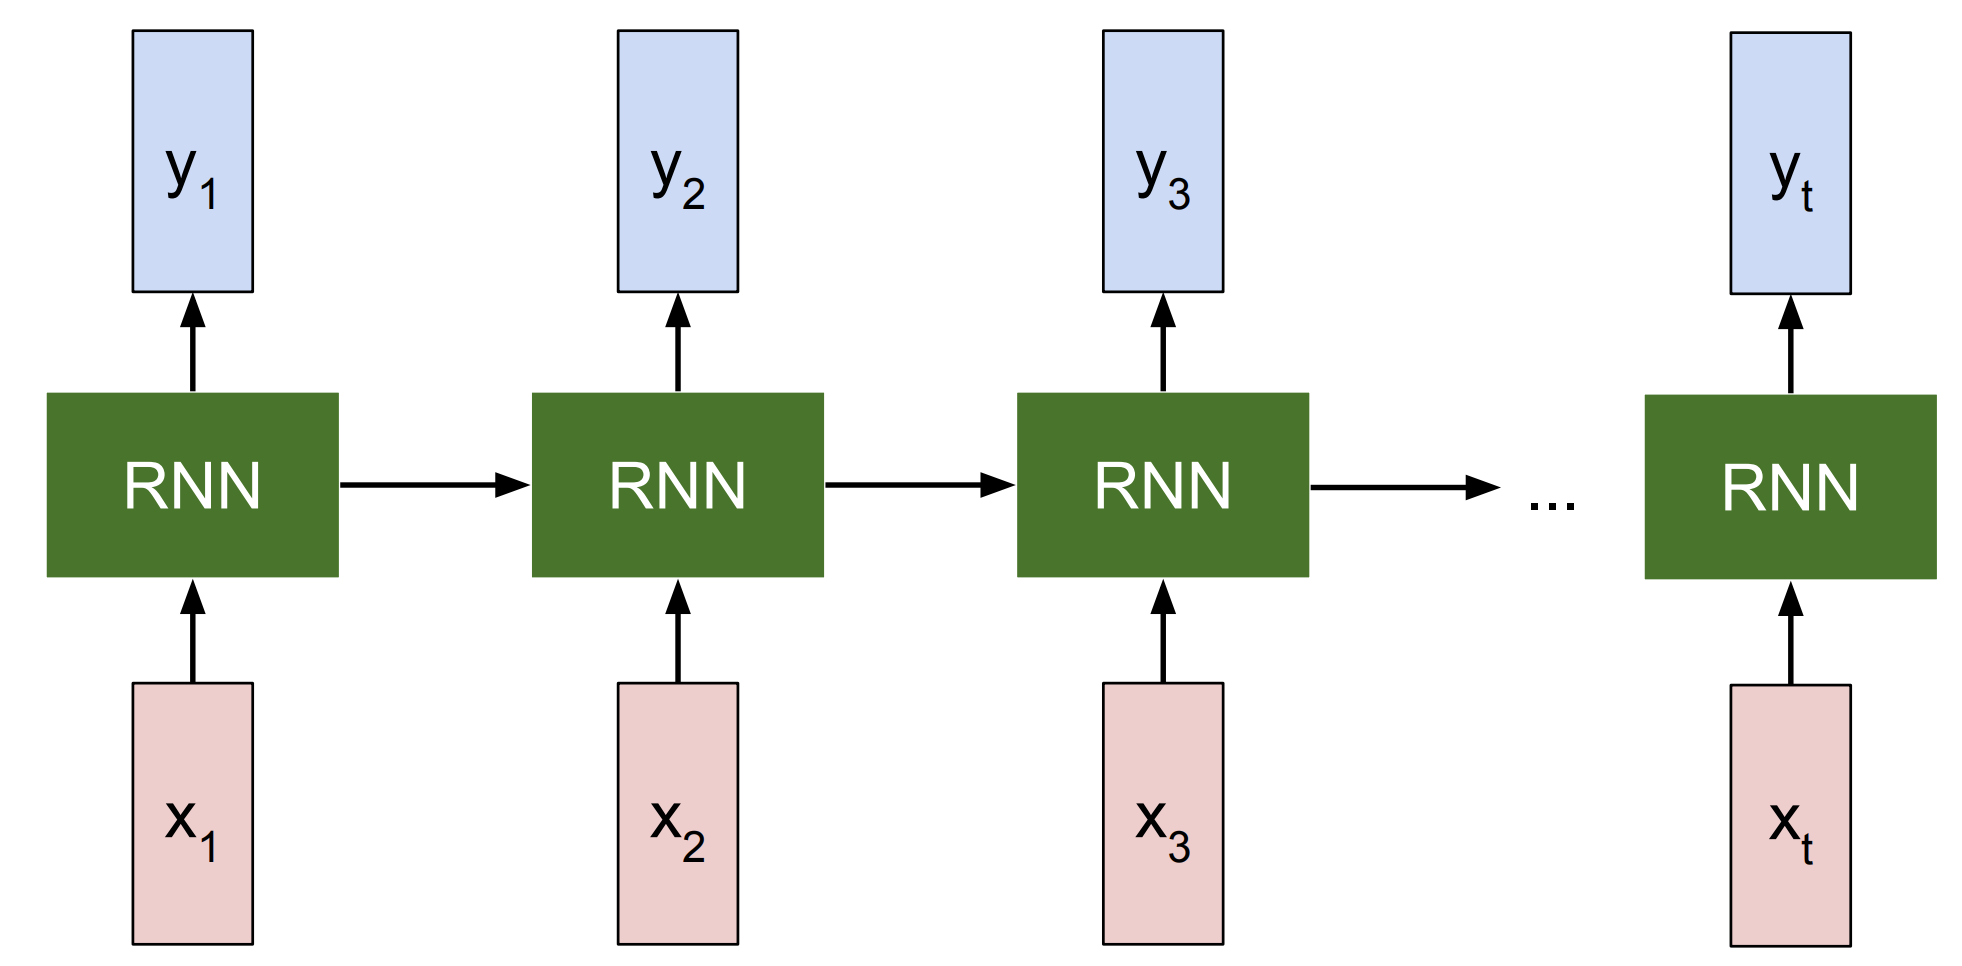 y1 y2 y3 yt
RNN RNN RNN ... RNN
x1 x2 x3 xt